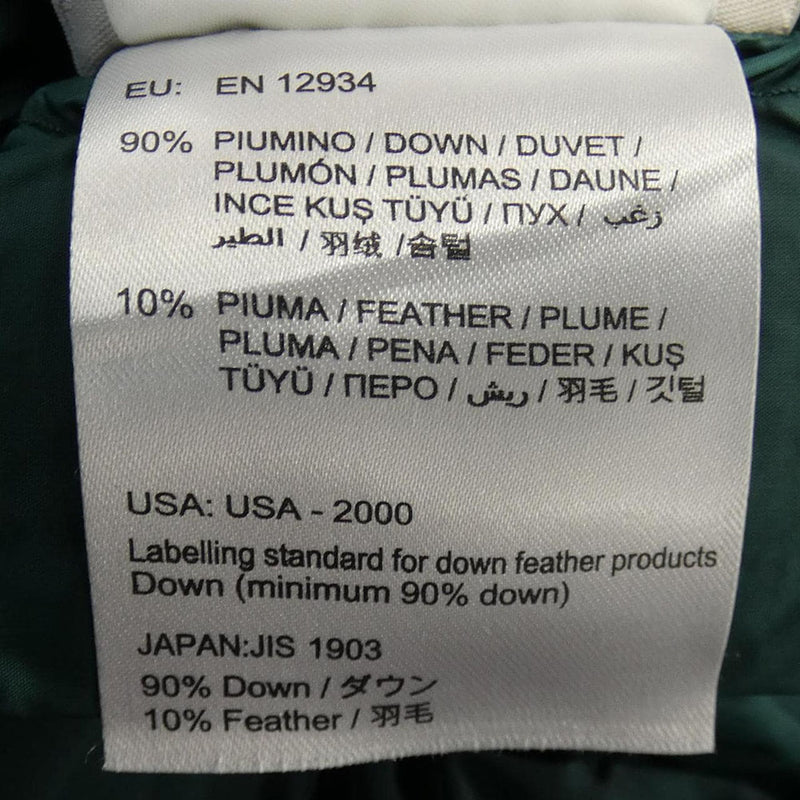 EU: EN 12934
90% PIUMINO / DOWN / DUVET /
PLUMÓN / PLUMAS / DAUNE /
INCE KUŞ TÜYÜ / ПУХ / زغب
الطير / 羽绒 / 솜털
10% PIUMA / FEATHER / PLUME /
PLUMA / PENA / FEDER / KUŞ
TÜYÜ / ПЕРО / ريش / 羽毛 / 깃털
USA: USA - 2000
Labelling standard for down feather products
Down (minimum 90% down)
JAPAN:JIS 1903
90% Down / ダウン
10% Feather / 羽毛